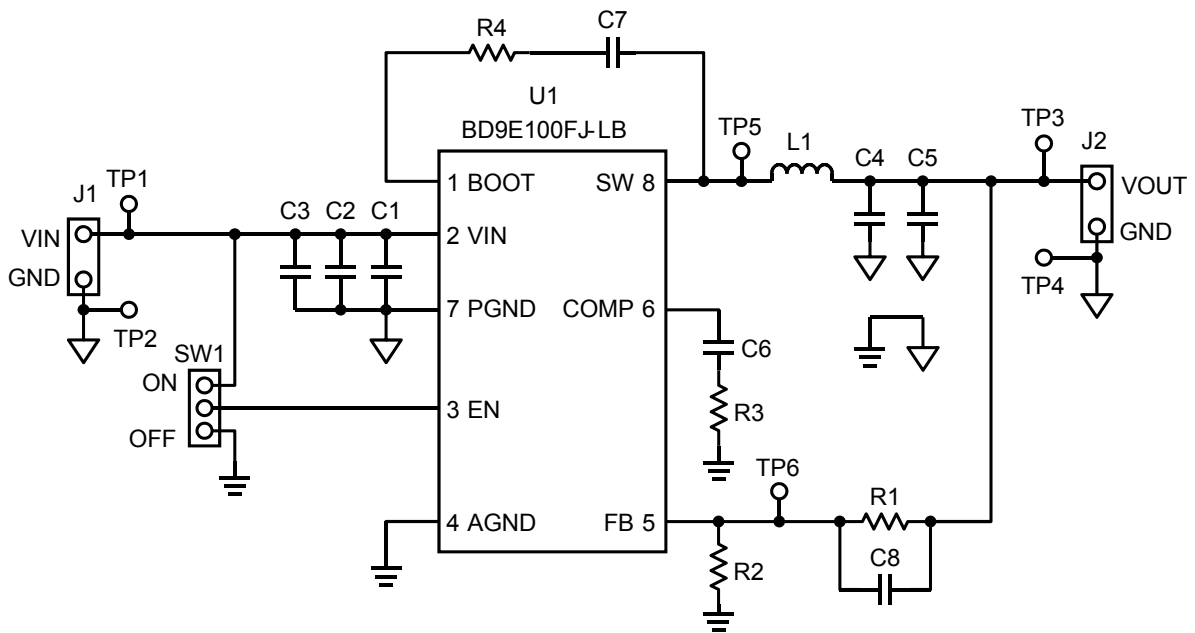 C7
R4
U1
BD9E100FJ-LB
TP5
L1
TP3
J2
C4
C5
1 BOOT
SW 8
VOUT
TP1
J1
C3
C2
C1
VIN
2 VIN
GND
GND
TP4
TP2
7 PGND
COMP 6
SW1
C6
ON
3 EN
R3
OFF
TP6
R1
4 AGND
FB 5
C8
R2